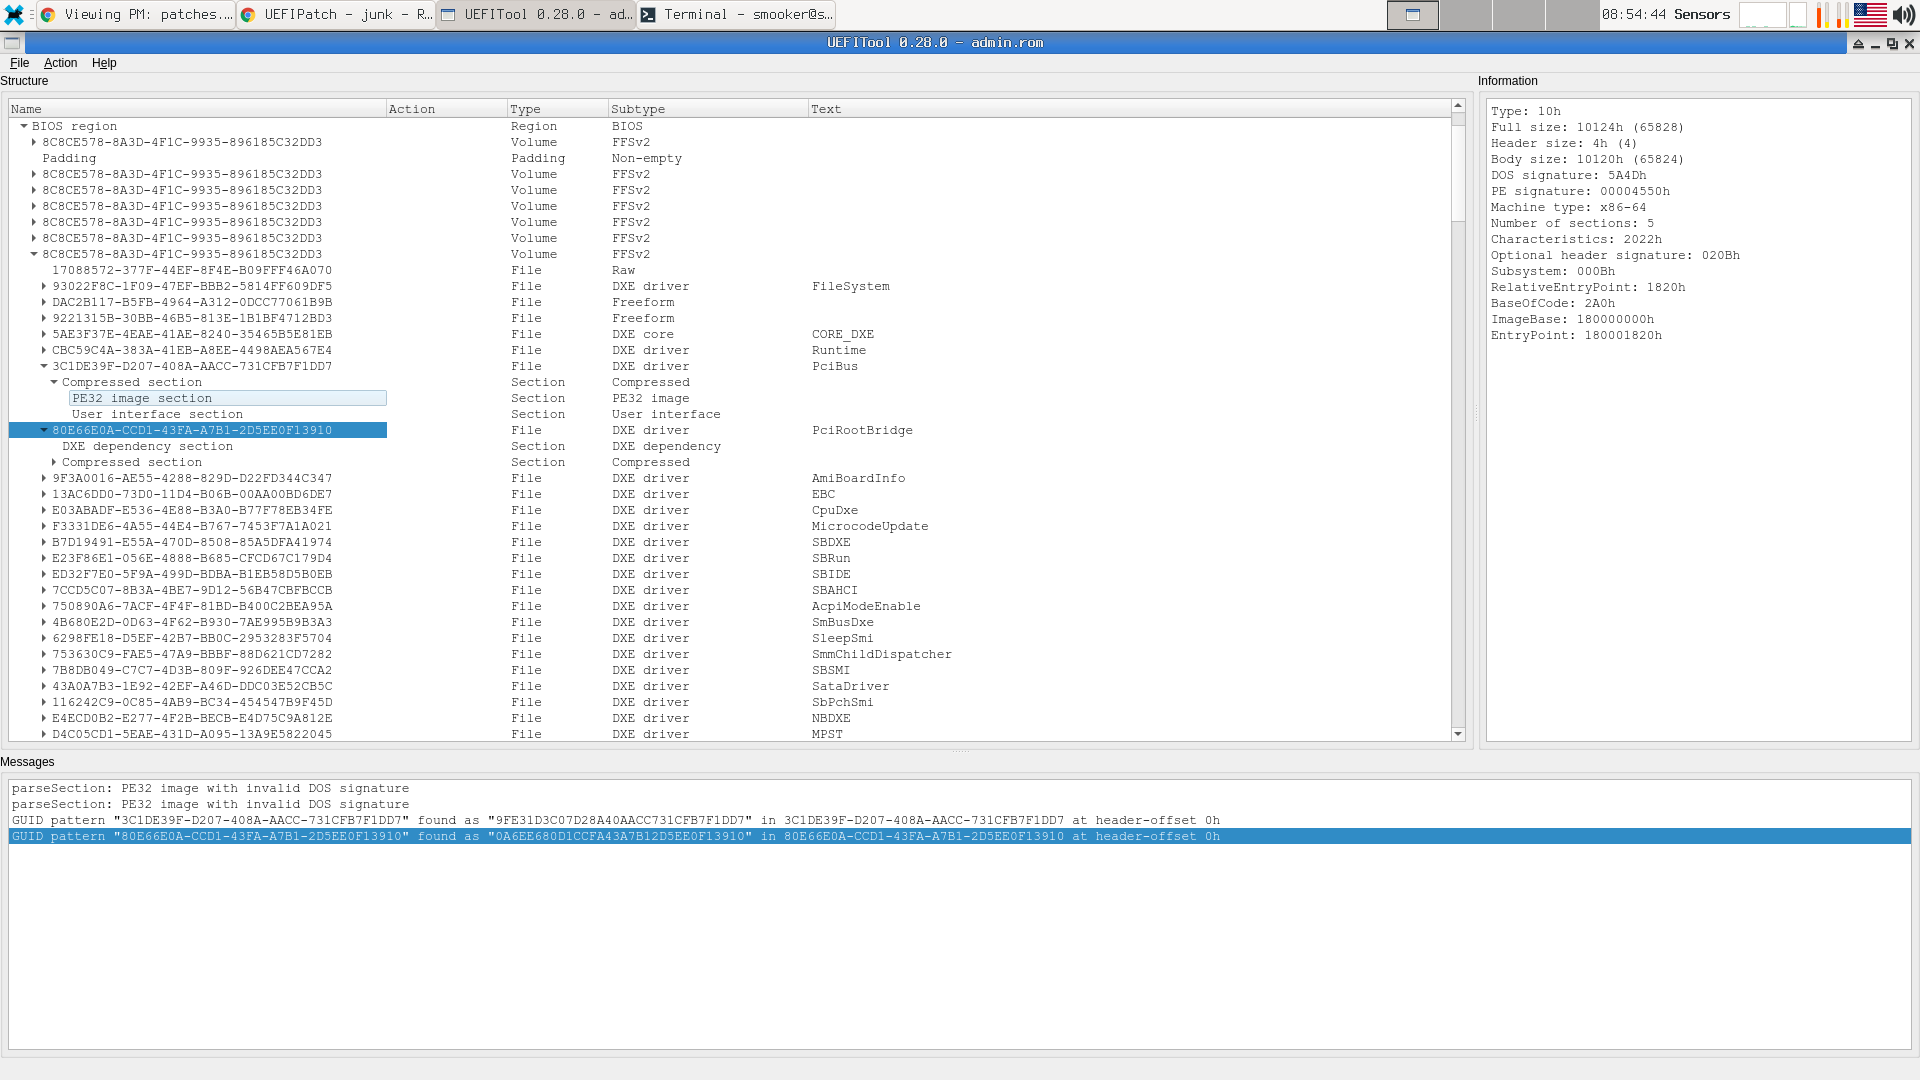 Viewing PM: patches....
UEFIPatch - junk - R...
UEFITool 0.28.0 - ad...
Terminal - smooker@s...
08:54:44 Sensors
UEFITool 0.28.0 - admin.rom
File Action Help
Structure
Name Action Type Subtype Text
BIOS region Region BIOS
8C8CE578-8A3D-4F1C-9935-896185C32DD3 Volume FFSv2
Padding Padding Non-empty
8C8CE578-8A3D-4F1C-9935-896185C32DD3 Volume FFSv2
8C8CE578-8A3D-4F1C-9935-896185C32DD3 Volume FFSv2
8C8CE578-8A3D-4F1C-9935-896185C32DD3 Volume FFSv2
8C8CE578-8A3D-4F1C-9935-896185C32DD3 Volume FFSv2
8C8CE578-8A3D-4F1C-9935-896185C32DD3 Volume FFSv2
8C8CE578-8A3D-4F1C-9935-896185C32DD3 Volume FFSv2
17088572-377F-44EF-8F4E-B09FFF46A070 File Raw
93022F8C-1F09-47EF-BBB2-5814FF609DF5 File DXE driver FileSystem
DAC2B117-B5FB-4964-A312-0DCC77061B9B File Freeform
9221315B-30BB-46B5-813E-1B1BF4712BD3 File Freeform
5AE3F37E-4EAE-41AE-8240-35465B5E81EB File DXE core CORE_DXE
CBC59C4A-383A-41EB-A8EE-4498AEA567E4 File DXE driver Runtime
3C1DE39F-D207-408A-AACC-731CFB7F1DD7 File DXE driver PciBus
Compressed section Section Compressed
PE32 image section Section PE32 image
User interface section Section User interface
80E66E0A-CCD1-43FA-A7B1-2D5EE0F13910 File DXE driver PciRootBridge
DXE dependency section Section DXE dependency
Compressed section Section Compressed
9F3A0016-AE55-4288-829D-D22FD344C347 File DXE driver AmiBoardInfo
13AC6DD0-73D0-11D4-B06B-00AA00BD6DE7 File DXE driver EBC
E03ABADF-E536-4E88-B3A0-B77F78EB34FE File DXE driver CpuDxe
F3331DE6-4A55-44E4-B767-7453F7A1A021 File DXE driver MicrocodeUpdate
B7D19491-E55A-470D-8508-85A5DFA41974 File DXE driver SBDXE
E23F86E1-056E-4888-B685-CFCD67C179D4 File DXE driver SBRun
ED32F7E0-5F9A-499D-BDBA-B1EB58D5B0EB File DXE driver SBIDE
7CCD5C07-8B3A-4BE7-9D12-56B47CBFBCCB File DXE driver SBAHCI
750890A6-7ACF-4F4F-81BD-B400C2BEA95A File DXE driver AcpiModeEnable
4B680E2D-0D63-4F62-B930-7AE995B9B3A3 File DXE driver SmBusDxe
6298FE18-D5EF-42B7-BB0C-2953283F5704 File DXE driver SleepSmi
753630C9-FAE5-47A9-BBBF-88D621CD7282 File DXE driver SmmChildDispatcher
7B8DB049-C7C7-4D3B-809F-926DEE47CCA2 File DXE driver SBSMI
43A0A7B3-1E92-42EF-A46D-DDC03E52CB5C File DXE driver SataDriver
116242C9-0C85-4AB9-BC34-454547B9F45D File DXE driver SbPchSmi
E4ECD0B2-E277-4F2B-BECB-E4D75C9A812E File DXE driver NBDXE
D4C05CD1-5EAE-431D-A095-13A9E5822045 File DXE driver MPST
Information
Type: 10h
Full size: 10124h (65828)
Header size: 4h (4)
Body size: 10120h (65824)
DOS signature: 5A4Dh
PE signature: 00004550h
Machine type: x86-64
Number of sections: 5
Characteristics: 2022h
Optional header signature: 020Bh
Subsystem: 000Bh
RelativeEntryPoint: 1820h
BaseOfCode: 2A0h
ImageBase: 180000000h
EntryPoint: 180001820h
Messages
parseSection: PE32 image with invalid DOS signature
parseSection: PE32 image with invalid DOS signature
GUID pattern "3C1DE39F-D207-408A-AACC-731CFB7F1DD7" found as "9FE31D3C07D28A40AACC731CFB7F1DD7" in 3C1DE39F-D207-408A-AACC-731CFB7F1DD7 at header-offset 0h
GUID pattern "80E66E0A-CCD1-43FA-A7B1-2D5EE0F13910" found as "0A6EE680D1CCFA43A7B12D5EE0F13910" in 80E66E0A-CCD1-43FA-A7B1-2D5EE0F13910 at header-offset 0h